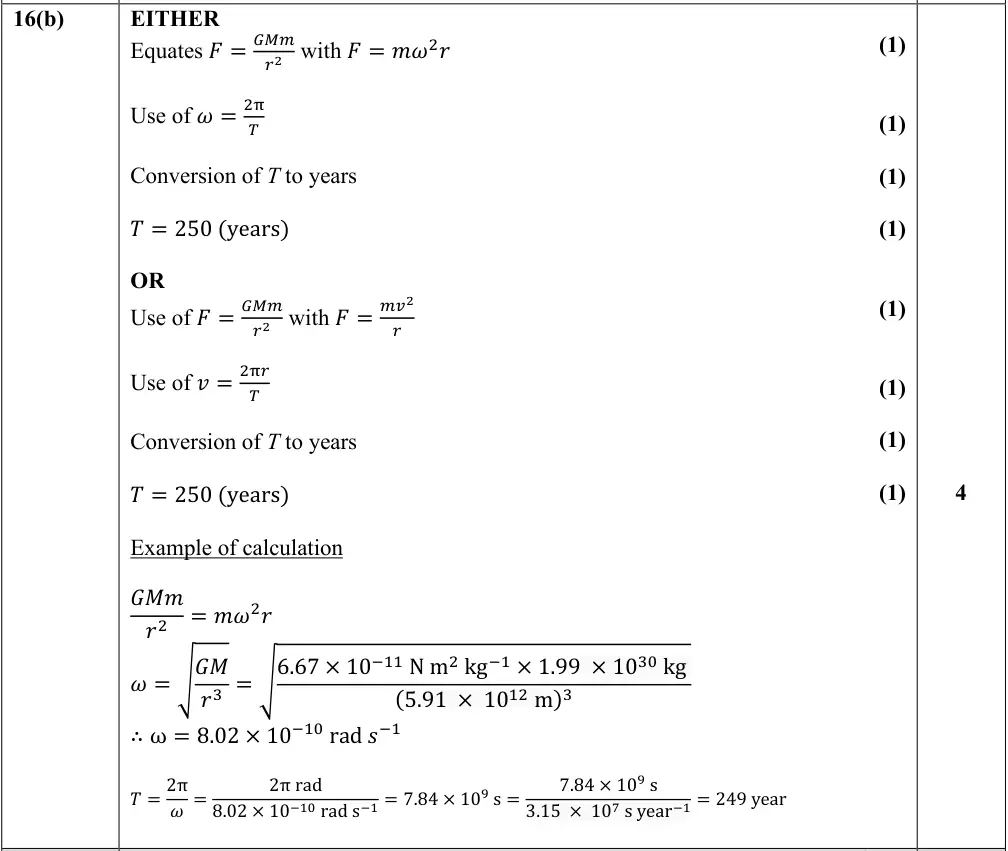 16(b) EITHER
Equates F = GMm/r² with F = mω²r (1)
Use of ω = 2π/T (1)
Conversion of T to years (1)
T = 250 (years) (1)
OR
Use of F = GMm/r² with F = mv²/r (1)
Use of v = 2πr/T (1)
Conversion of T to years (1)
T = 250 (years) (1) 4
Example of calculation
GMm/r² = mω²r
ω = √(GM/r³) = √(6.67 × 10⁻¹¹ N m² kg⁻¹ × 1.99 × 10³⁰ kg/(5.91 × 10¹² m)³)
∴ ω = 8.02 × 10⁻¹⁰ rad s⁻¹
T = 2π/ω = 2π rad/8.02 × 10⁻¹⁰ rad s⁻¹ = 7.84 × 10⁹ s = 7.84 × 10⁹ s/3.15 × 10⁷ s year⁻¹ = 249 year